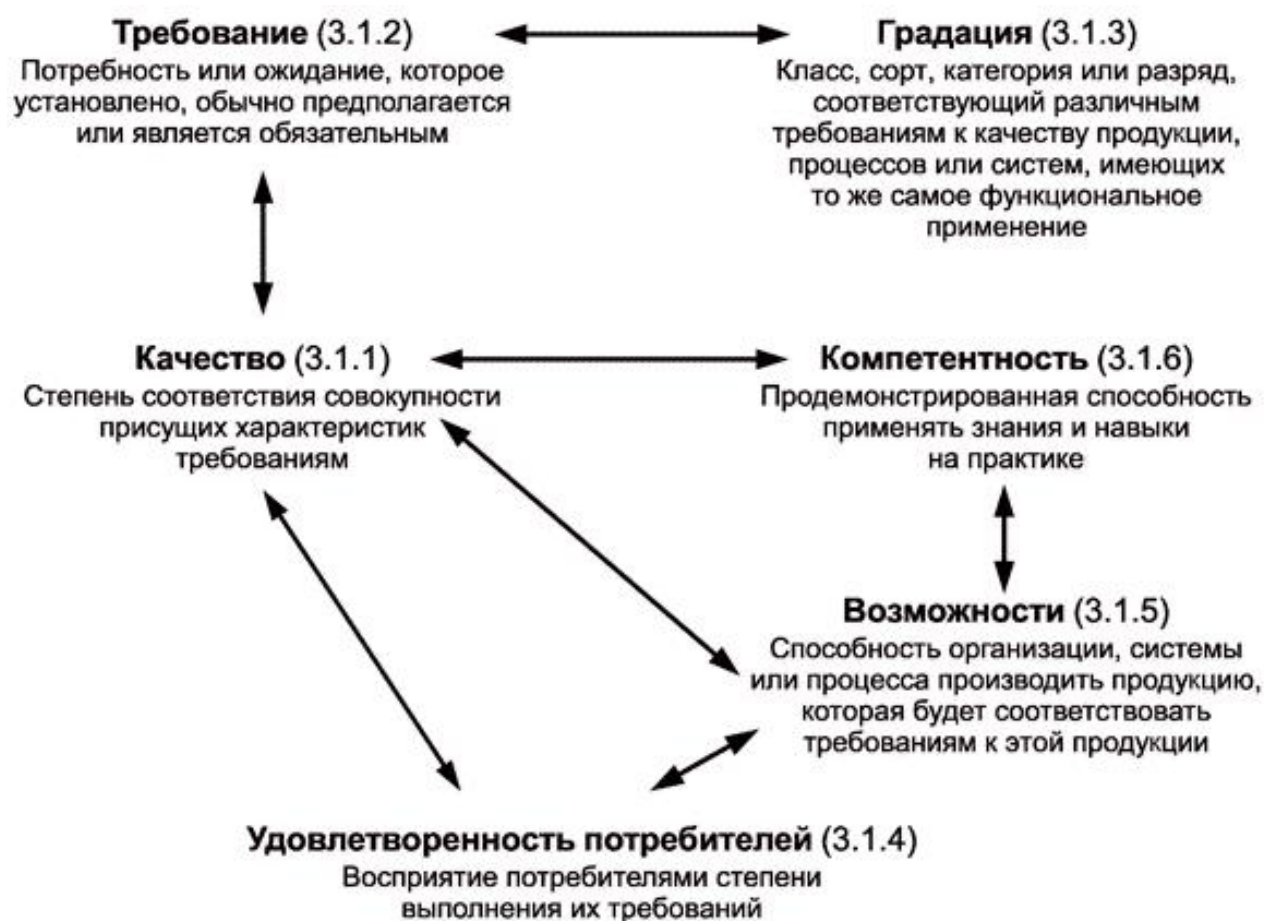 Требование (3.1.2)
Потребность или ожидание, которое
установлено, обычно предполагается
или является обязательным
Градация (3.1.3)
Класс, сорт, категория или разряд,
соответствующий различным
требованиям к качеству продукции,
процессов или систем, имеющих
то же самое функциональное
применение
Качество (3.1.1)
Степень соответствия совокупности
присущих характеристик
требованиям
Компетентность (3.1.6)
Продемонстрированная способность
применять знания и навыки
на практике
Возможности (3.1.5)
Способность организации, системы
или процесса производить продукцию,
которая будет соответствовать
требованиям к этой продукции
Удовлетворенность потребителей (3.1.4)
Восприятие потребителями степени
выполнения их требований